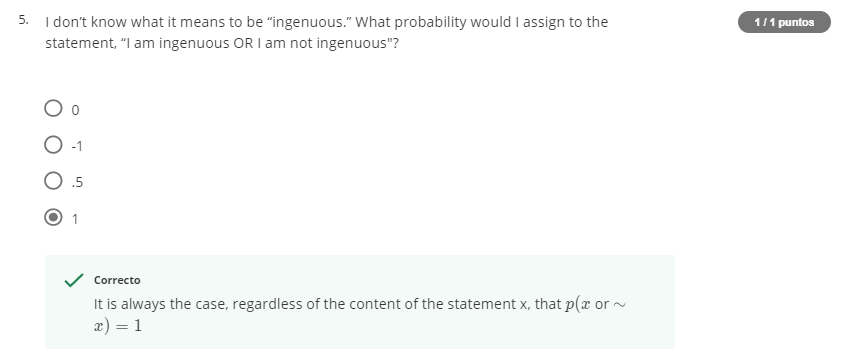 5. I don't know what it means to be "ingenuous." What probability would I assign to the
statement, "I am ingenuous OR I am not ingenuous"?
1 / 1 puntos
0
-1
.5
1
Correcto
It is always the case, regardless of the content of the statement x, that p(x or ∼
x) = 1